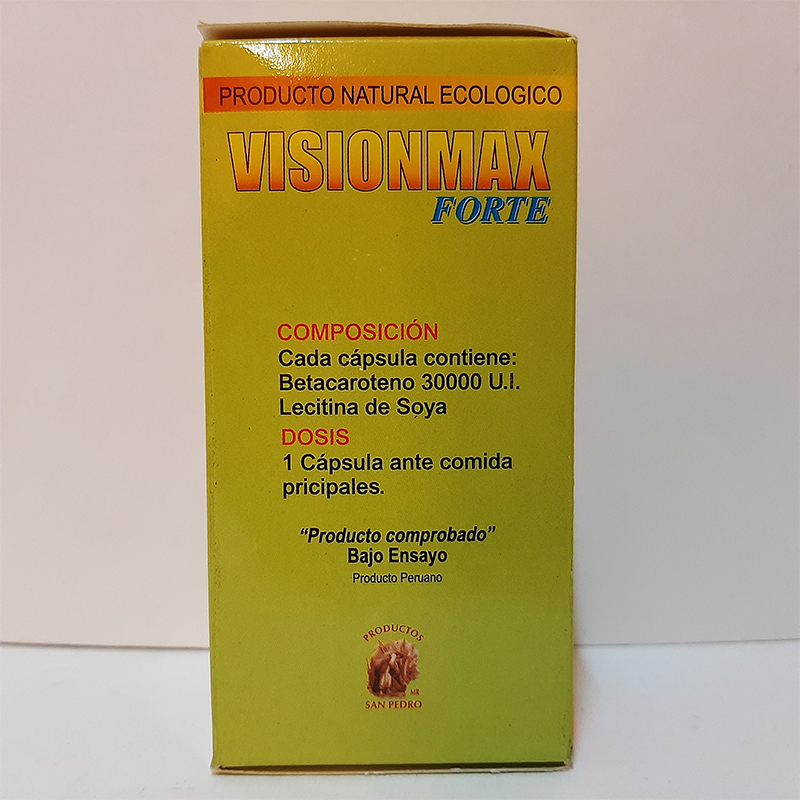 PRODUCTO NATURAL ECOLOGICO
VISIONMAX
FORTE
COMPOSICIÓN
Cada cápsula contiene:
Betacaroteno 30000 U.I.
Lecitina de Soya
DOSIS
1 Cápsula ante comida
pricipales.
“Producto comprobado”
Bajo Ensayo
Producto Peruano
PRODUCTOS
MR
SAN PEDRO